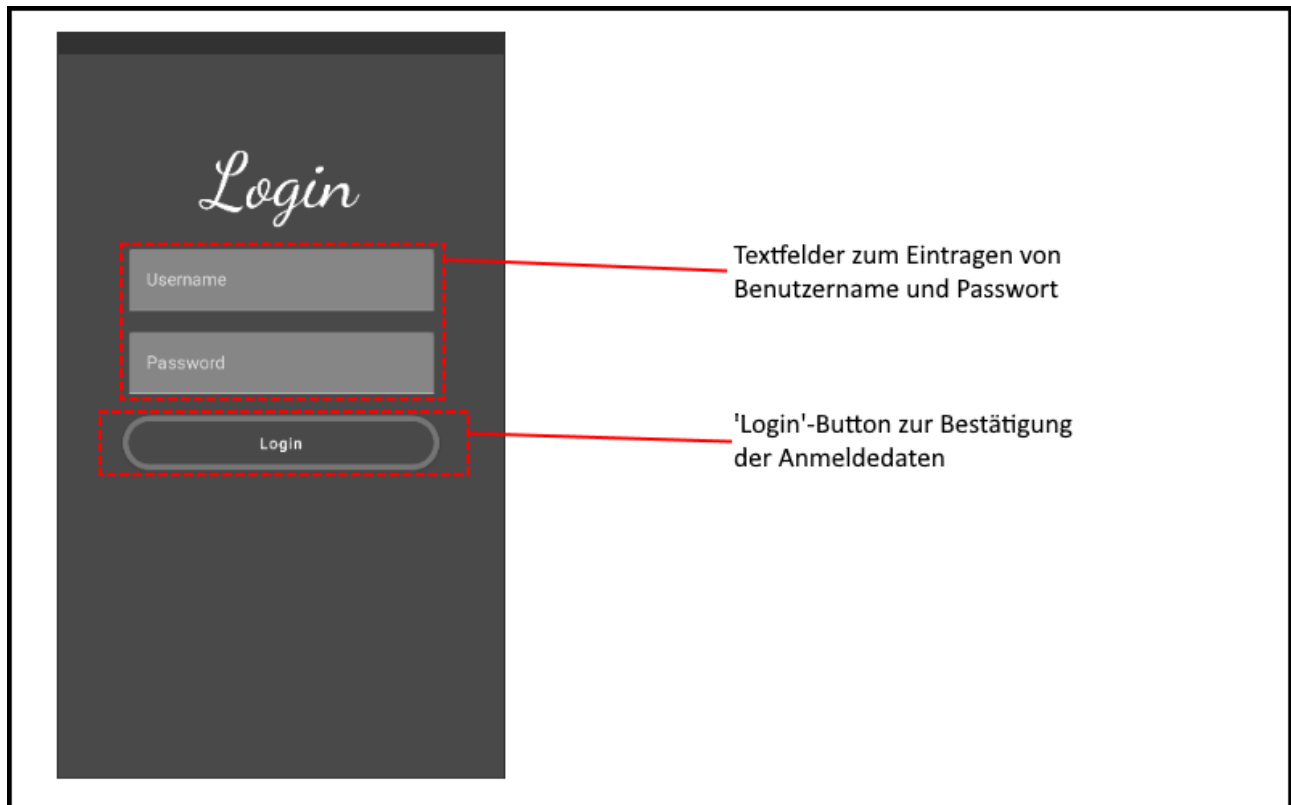 Login
Username
Password
Login
Textfelder zum Eintragen von
Benutzername und Passwort
'Login'-Button zur Bestätigung
der Anmeldedaten